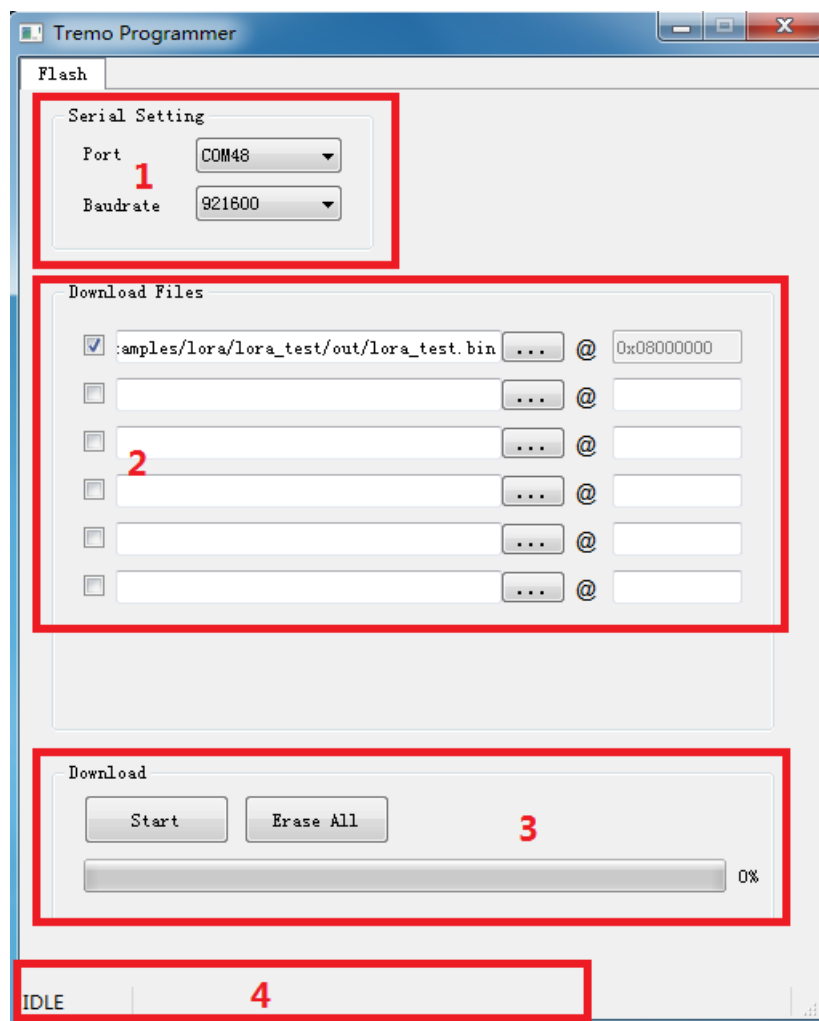 Tremo Programmer
Flash
Serial Setting
Port COM48
1
Baudrate 921600
Download Files
:amples/lora/lora_test/out/lora_test.bin ... @ 0x08000000
... @
... @
2
... @
... @
... @
Download
Start Erase All
3
0%
IDLE 4